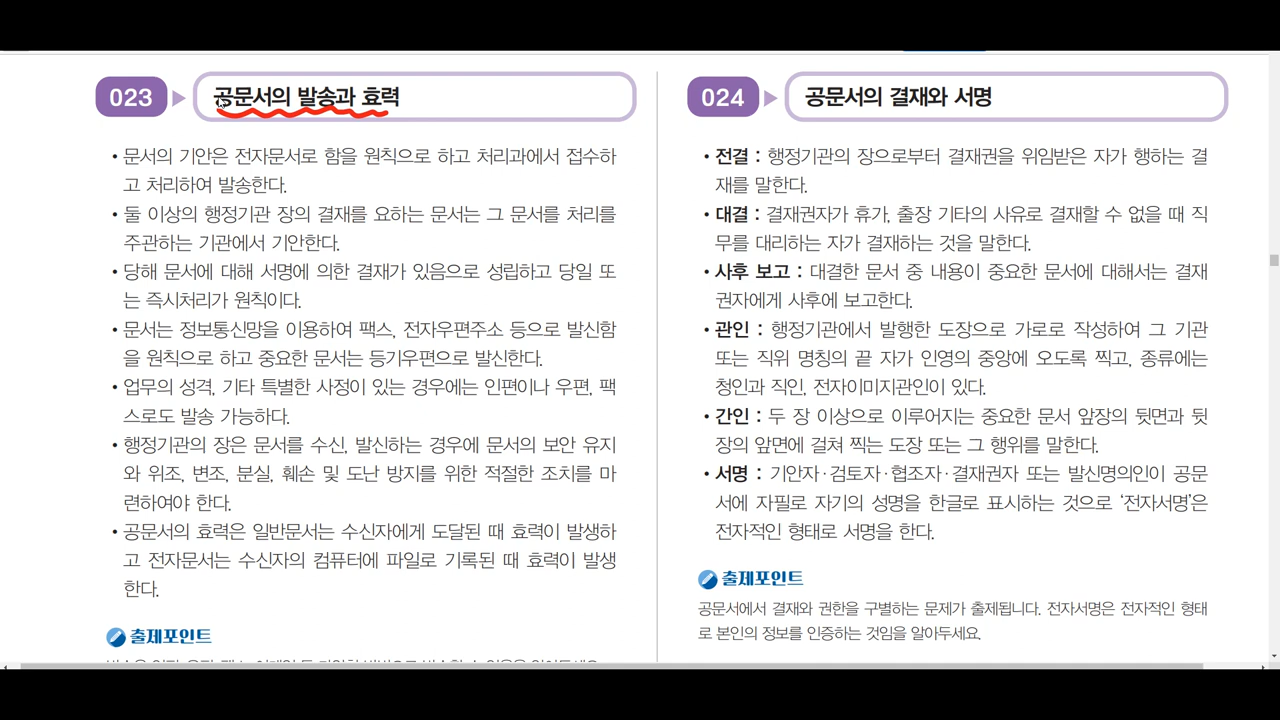 023
공문서의 발송과 효력
• 문서의 기안은 전자문서로 함을 원칙으로 하고 처리과에서 접수하
고 처리하여 발송한다.
• 둘 이상의 행정기관 장의 결재를 요하는 문서는 그 문서를 처리를
주관하는 기관에서 기안한다.
• 당해 문서에 대해 서명에 의한 결재가 있음으로 성립하고 당일 또
는 즉시처리가 원칙이다.
• 문서는 정보통신망을 이용하여 팩스, 전자우편주소 등으로 발신함
을 원칙으로 하고 중요한 문서는 등기우편으로 발신한다.
• 업무의 성격, 기타 특별한 사정이 있는 경우에는 인편이나 우편, 팩
스로도 발송 가능하다.
• 행정기관의 장은 문서를 수신, 발신하는 경우에 문서의 보안 유지
와 위조, 변조, 분실, 훼손 및 도난 방지를 위한 적절한 조치를 마
련하여야 한다.
• 공문서의 효력은 일반문서는 수신자에게 도달된 때 효력이 발생하
고 전자문서는 수신자의 컴퓨터에 파일로 기록된 때 효력이 발생
한다.
출제포인트
024
공문서의 결재와 서명
• 전결 : 행정기관의 장으로부터 결재권을 위임받은 자가 행하는 결
재를 말한다.
• 대결 : 결재권자가 휴가, 출장 기타의 사유로 결재할 수 없을 때 직
무를 대리하는 자가 결재하는 것을 말한다.
• 사후 보고 : 대결한 문서 중 내용이 중요한 문서에 대해서는 결재
권자에게 사후에 보고한다.
• 관인 : 행정기관에서 발행한 도장으로 가로로 작성하여 그 기관
또는 직위 명칭의 끝 자가 인영의 중앙에 오도록 찍고, 종류에는
청인과 직인, 전자이미지관인이 있다.
• 간인 : 두 장 이상으로 이루어지는 중요한 문서 앞장의 뒷면과 뒷
장의 앞면에 걸쳐 찍는 도장 또는 그 행위를 말한다.
• 서명 : 기안자·검토자·협조자·결재권자 또는 발신명의인이 공문
서에 자필로 자기의 성명을 한글로 표시하는 것으로 ‘전자서명’은
전자적인 형태로 서명을 한다.
출제포인트
공문서에서 결재와 권한을 구별하는 문제가 출제됩니다. 전자서명은 전자적인 형태
로 본인의 정보를 인증하는 것임을 알아두세요.